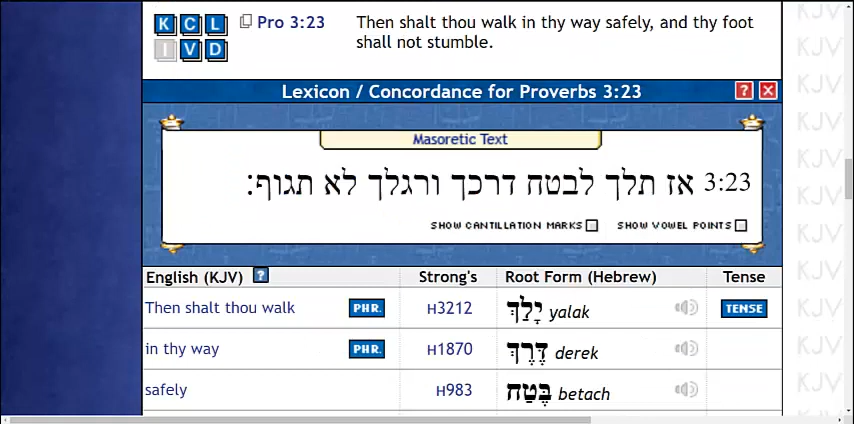 K C L Pro 3:23 Then shalt thou walk in thy way safely, and thy foot
I V D shall not stumble.
Lexicon / Concordance for Proverbs 3:23 ? X
Masoretic Text
3:23 אז תלך לבטח דרכך ורגלך לא תגוף׃
SHOW CANTILLATION MARKS SHOW VOWEL POINTS
English (KJV) ? Strong's Root Form (Hebrew) Tense
Then shalt thou walk PHR. H3212 יָלַךְ yalak TENSE
in thy way PHR. H1870 דֶּרֶךְ derek
safely H983 בֶּטַח betach
KJV
KJV
KJV
KJV
KJV
KJV
KJV
KJV
KJV
KJV